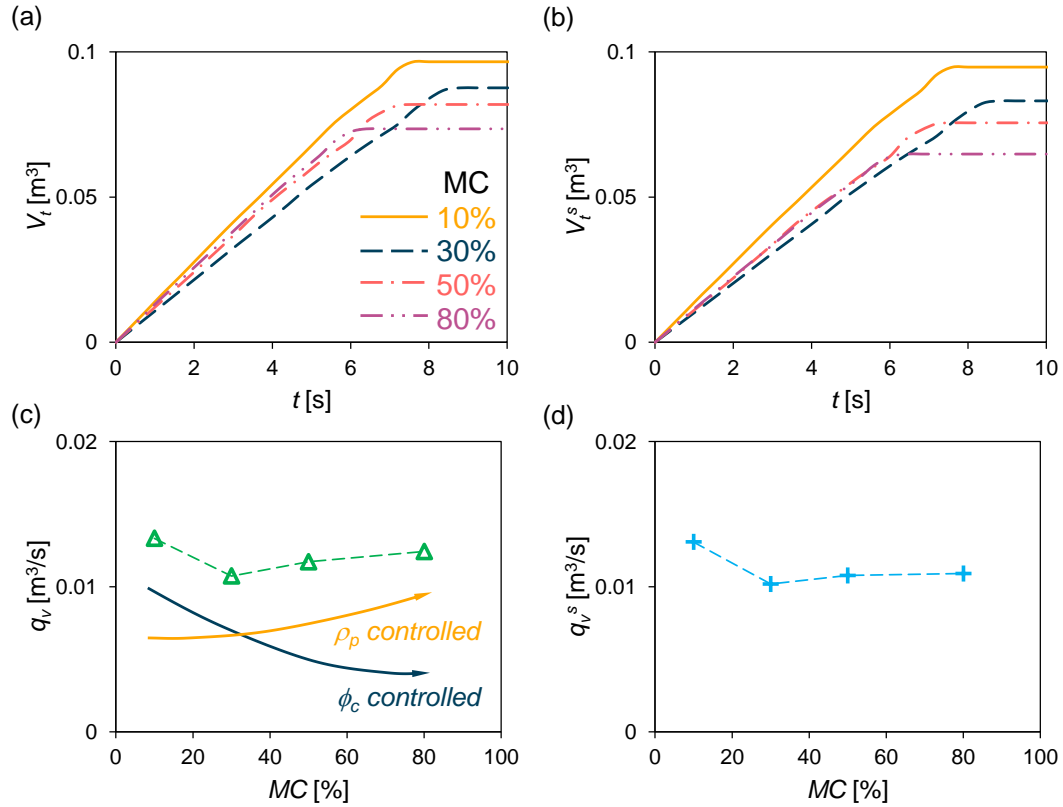 (a)
0.1
0.05
0
V_t [m³]
0 2 4 6 8 10
t [s]
MC
10%
30%
50%
80%
(b)
0.1
0.05
0
V_t^s [m³]
0 2 4 6 8 10
t [s]
(c)
0.02
0.01
0
q_v [m³/s]
ρ_p controlled
ϕ_c controlled
0 20 40 60 80 100
MC [%]
(d)
0.02
0.01
0
q_v^s [m³/s]
0 20 40 60 80 100
MC [%]